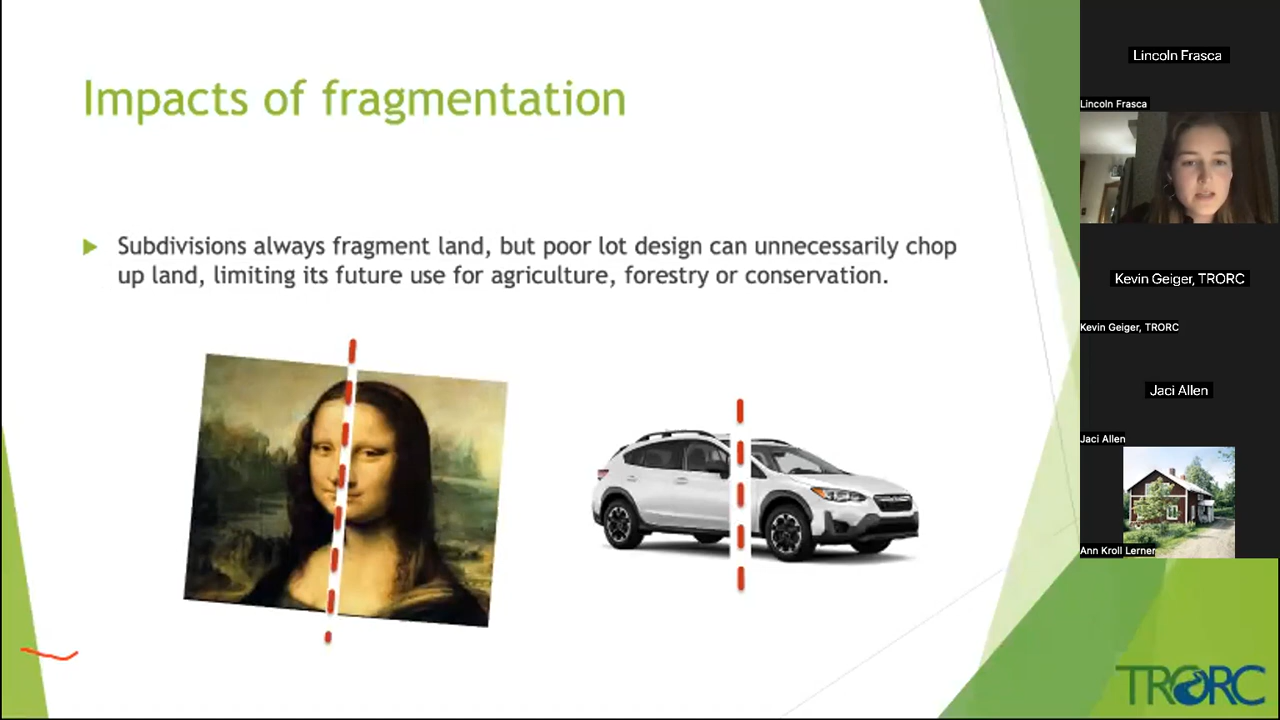 Impacts of fragmentation
Subdivisions always fragment land, but poor lot design can unnecessarily chop
up land, limiting its future use for agriculture, forestry or conservation.
Lincoln Frasca
Lincoln Frasca
Kevin Geiger, TRORC
Kevin Geiger, TRORC
Jaci Allen
Jaci Allen
Ann Kroll Lerner
TRORC